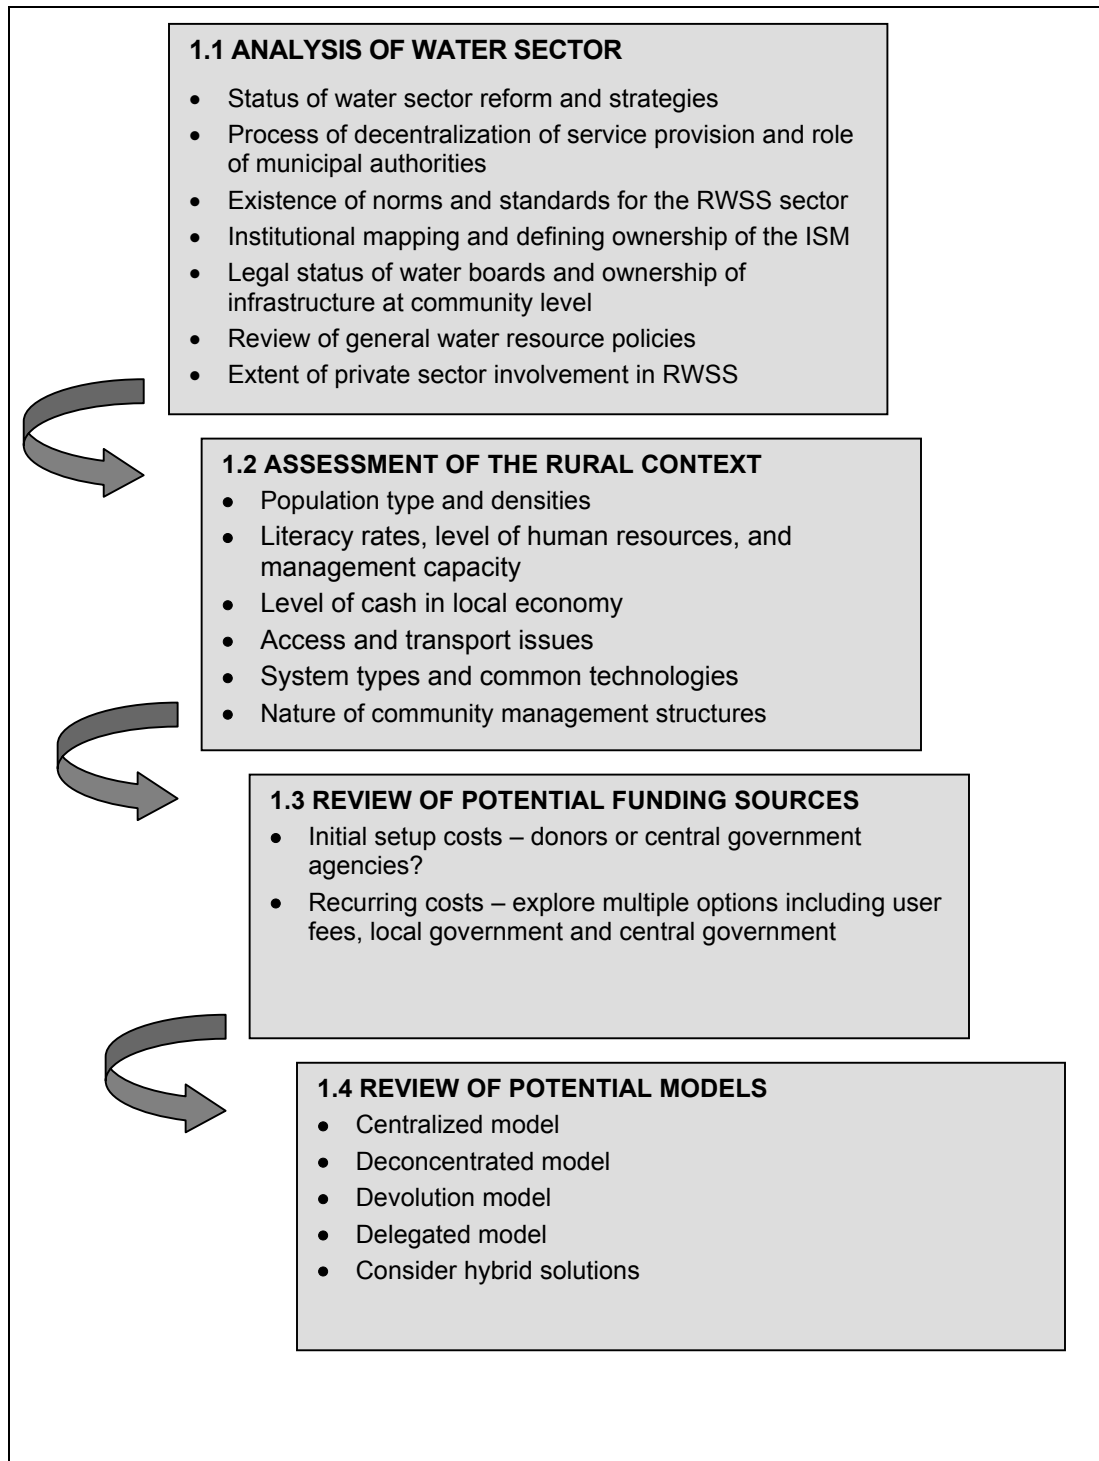 1.1 ANALYSIS OF WATER SECTOR
• Status of water sector reform and strategies
• Process of decentralization of service provision and role
of municipal authorities
• Existence of norms and standards for the RWSS sector
• Institutional mapping and defining ownership of the ISM
• Legal status of water boards and ownership of
infrastructure at community level
• Review of general water resource policies
• Extent of private sector involvement in RWSS
1.2 ASSESSMENT OF THE RURAL CONTEXT
• Population type and densities
• Literacy rates, level of human resources, and
management capacity
• Level of cash in local economy
• Access and transport issues
• System types and common technologies
• Nature of community management structures
1.3 REVIEW OF POTENTIAL FUNDING SOURCES
• Initial setup costs – donors or central government
agencies?
• Recurring costs – explore multiple options including user
fees, local government and central government
1.4 REVIEW OF POTENTIAL MODELS
• Centralized model
• Deconcentrated model
• Devolution model
• Delegated model
• Consider hybrid solutions